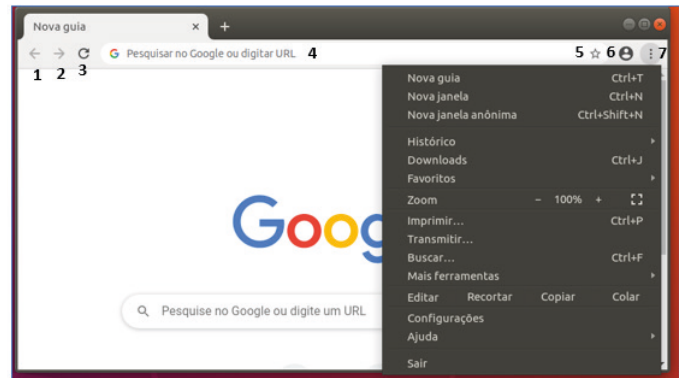 Nova guia × +
G Pesquisar no Google ou digitar URL 4 5 6 7
1 2 3
Nova guia Ctrl+T
Nova janela Ctrl+N
Nova janela anônima Ctrl+Shift+N
Histórico
Downloads Ctrl+J
Favoritos
Zoom – 100% +
Imprimir... Ctrl+P
Transmitir...
Buscar... Ctrl+F
Mais ferramentas
Editar Recortar Copiar Colar
Configurações
Ajuda
Sair
Goog
Pesquise no Google ou digite um URL